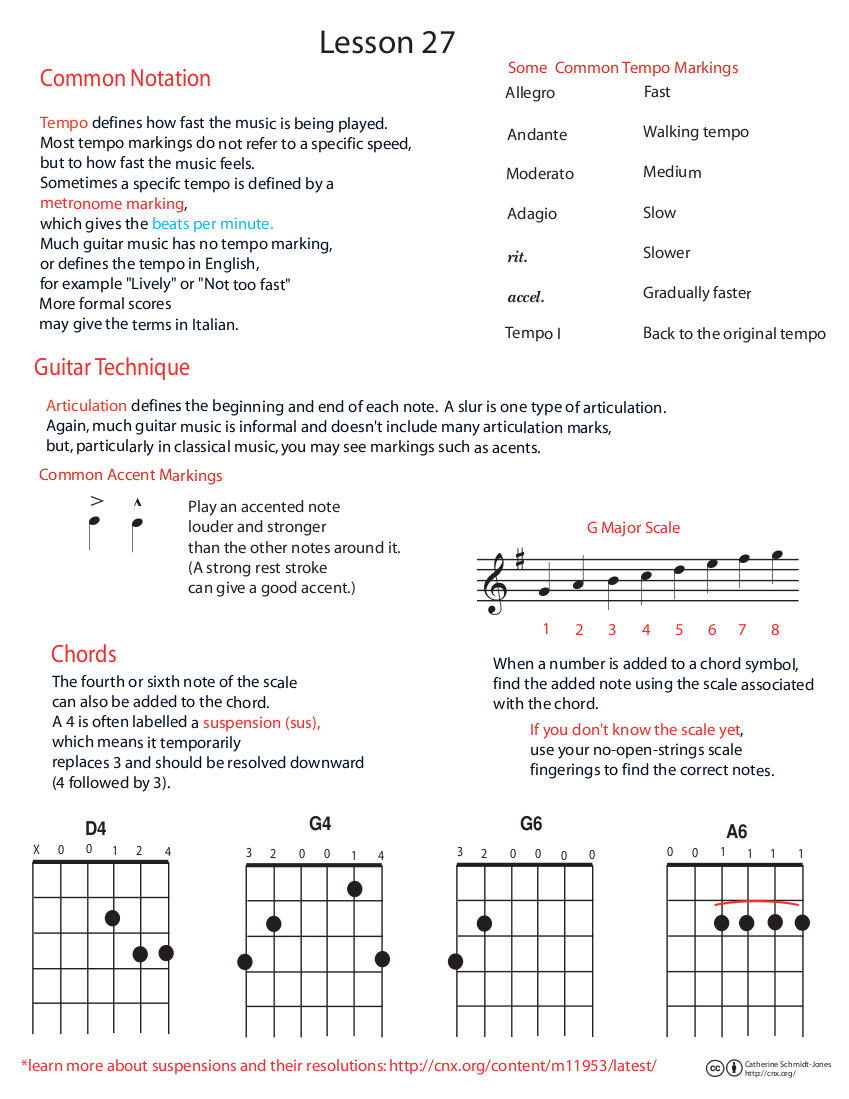 Lesson 27
Common Notation
Tempo defines how fast the music is being played.
Most tempo markings do not refer to a specific speed,
but to how fast the music feels.
Sometimes a specifc tempo is defined by a
metronome marking,
which gives the beats per minute.
Much guitar music has no tempo marking,
or defines the tempo in English,
for example "Lively" or "Not too fast"
More formal scores
may give the terms in Italian.
Some Common Tempo Markings
Allegro Fast
Andante Walking tempo
Moderato Medium
Adagio Slow
rit. Slower
accel. Gradually faster
Tempo I Back to the original tempo
Guitar Technique
Articulation defines the beginning and end of each note. A slur is one type of articulation.
Again, much guitar music is informal and doesn't include many articulation marks,
but, particularly in classical music, you may see markings such as acents.
Common Accent Markings
Play an accented note
louder and stronger
than the other notes around it.
(A strong rest stroke
can give a good accent.)
G Major Scale
1 2 3 4 5 6 7 8
Chords
The fourth or sixth note of the scale
can also be added to the chord.
A 4 is often labelled a suspension (sus),
which means it temporarily
replaces 3 and should be resolved downward
(4 followed by 3).
When a number is added to a chord symbol,
find the added note using the scale associated
with the chord.
If you don't know the scale yet,
use your no-open-strings scale
fingerings to find the correct notes.
D4
X 0 0 1 2 4
G4
3 2 0 0 1 4
G6
3 2 0 0 0 0
A6
0 0 1 1 1 1
*learn more about suspensions and their resolutions: http://cnx.org/content/m11953/latest/
cc
Catherine Schmidt-Jones
http://cnx.org/